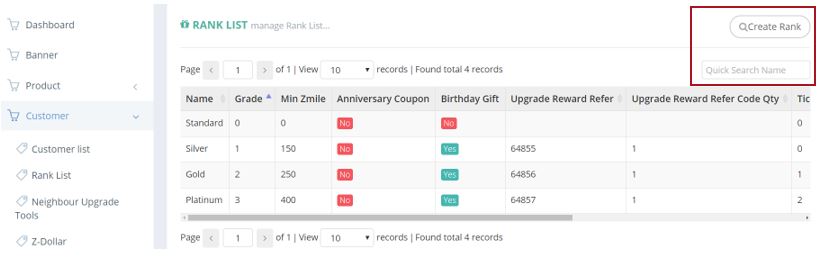 Dashboard
Banner
Product
Customer
Customer list
Rank List
Neighbour Upgrade
Tools
Z-Dollar
RANK LIST manage Rank List...
Create Rank
Page 1 of 1 | View 10 records | Found total 4 records
Quick Search Name
Name Grade Min Zmile Anniversary Coupon Birthday Gift Upgrade Reward Refer Upgrade Reward Refer Code Qty Tic
Standard 0 0 No No 0
Silver 1 150 No Yes 64855 1 0
Gold 2 250 No Yes 64856 1 1
Platinum 3 400 No Yes 64857 1 2
Page 1 of 1 | View 10 records | Found total 4 records